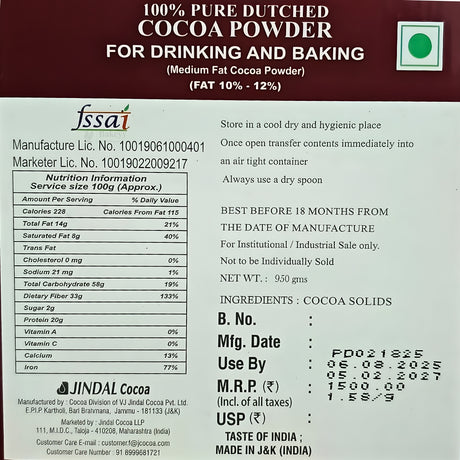 100% PURE DUTCHED
COCOA POWDER
FOR DRINKING AND BAKING
(Medium Fat Cocoa Powder)
(FAT 10% - 12%)
fssai
Manufacture Lic. No. 10019061000401
Marketer Lic. No. 10019022009217
Nutrition Information
Service size 100g (Approx.)
Amount Per Serving % Daily Value
Calories 228 Calories From Fat 115
Total Fat 14g 21%
Saturated Fat 8g 40%
Trans Fat
Cholesterol 0 mg 0%
Sodium 21 mg 1%
Total Carbohydrate 58g 19%
Dietary Fiber 33g 133%
Sugar 2g
Protein 20g
Vitamin A 0%
Vitamin C 0%
Calcium 13%
Iron 77%
JINDAL Cocoa
Manufactured by : Cocoa Division of VJ Jindal Cocoa Pvt. Ltd.
E.P.I.P Kartholi, Bari Brahmana, Jammu - 181133 (J&K)
Marketed by : Jindal Cocoa LLP
111, M.I.D.C., Taloja - 410208, Maharashtra (India)
Customer Care E-mail : customer.f@jcocoa.com
Customer Care No. : 91 8999681721
Store in a cool dry and hygienic place
Once open transfer contents immediately into
an air tight container
Always use a dry spoon
BEST BEFORE 18 MONTHS FROM
THE DATE OF MANUFACTURE
For Institutional / Industrial Sale only.
Not to be Individually Sold
NET WT. : 950 gms
INGREDIENTS : COCOA SOLIDS
B. No. :
Mfg. Date : PD021825
Use By : 06.08.2025
M.R.P. (₹) : 05.02.2027
(Incl. of all taxes) 1500.00
USP (₹) : 1.58/g
TASTE OF INDIA ;
MADE IN J&K (INDIA)